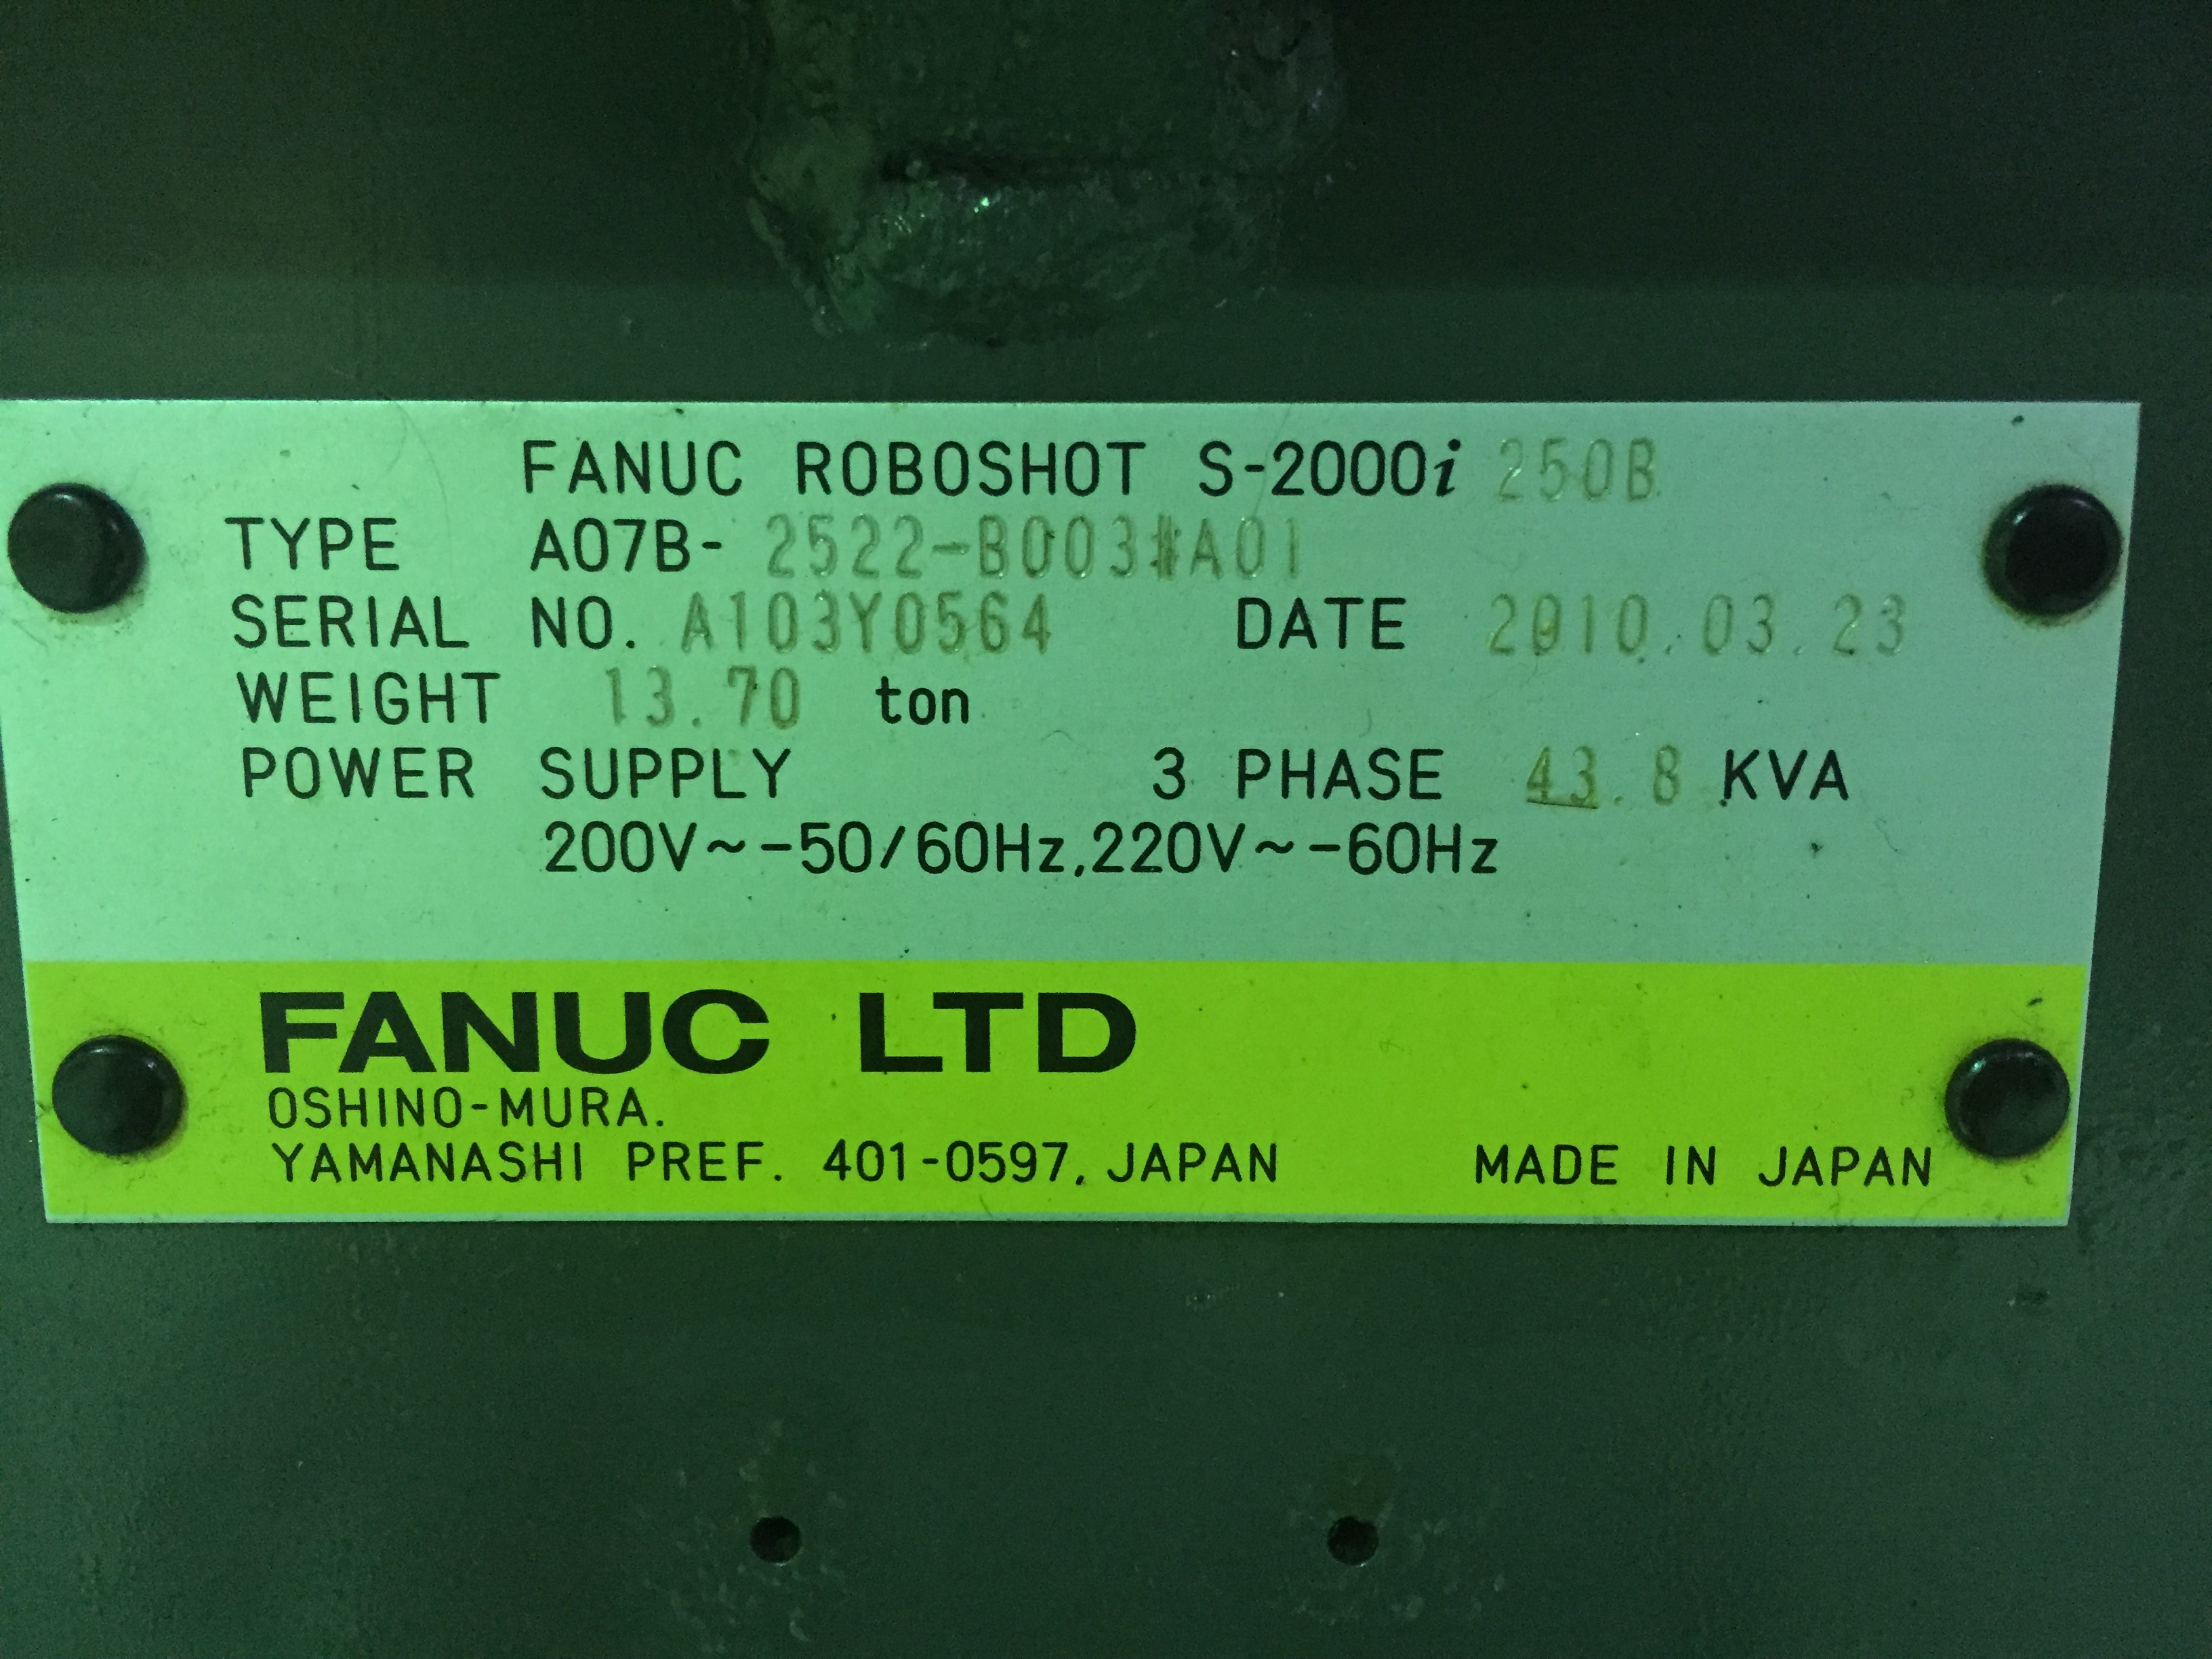 FANUC ROBOSHOT S-2000i 250B
TYPE A07B- 2522-B003#A01
SERIAL NO. A103Y0564 DATE 2010.03.23
WEIGHT 13.70 ton
POWER SUPPLY 3 PHASE 43.8 KVA
200V~-50/60Hz,220V~-60Hz
FANUC LTD
OSHINO-MURA.
YAMANASHI PREF. 401-0597, JAPAN MADE IN JAPAN